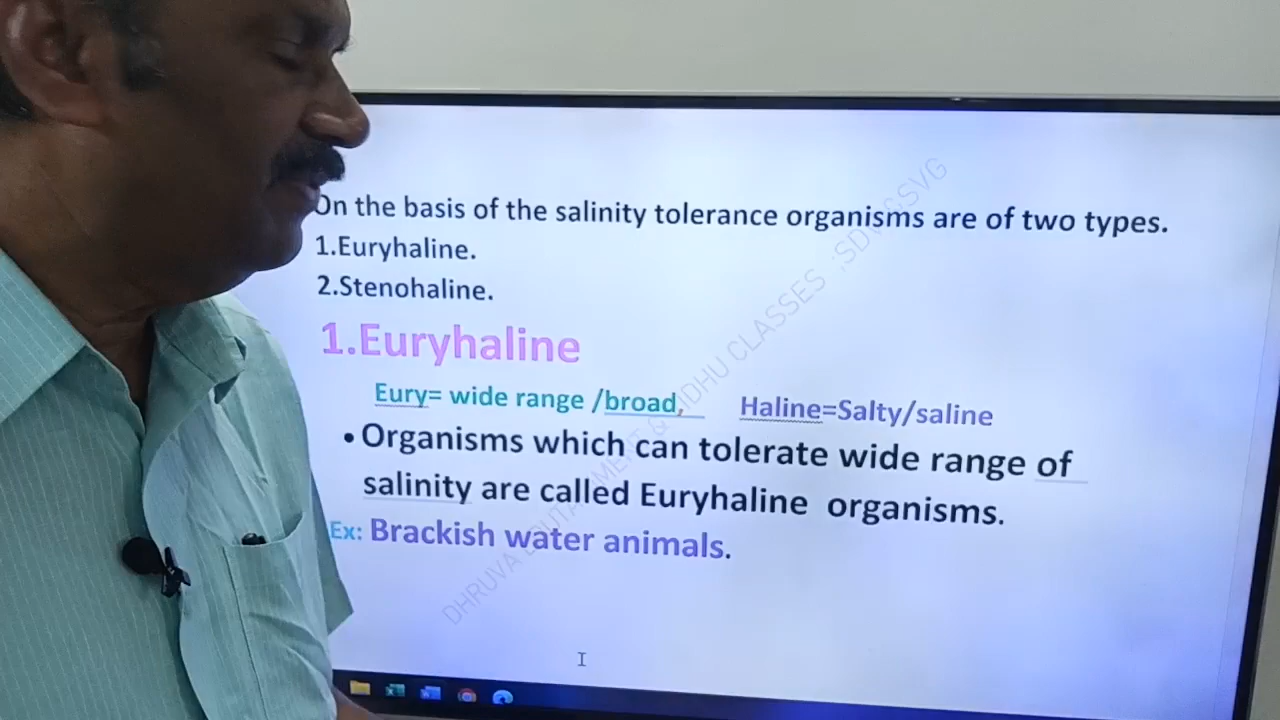 On the basis of the salinity tolerance organisms are of two types.
1.Euryhaline.
2.Stenohaline.
1.Euryhaline
Eury= wide range /broad, Haline=Salty/saline
• Organisms which can tolerate wide range of
salinity are called Euryhaline organisms.
Ex: Brackish water animals.
DHRUVA & CLASSES